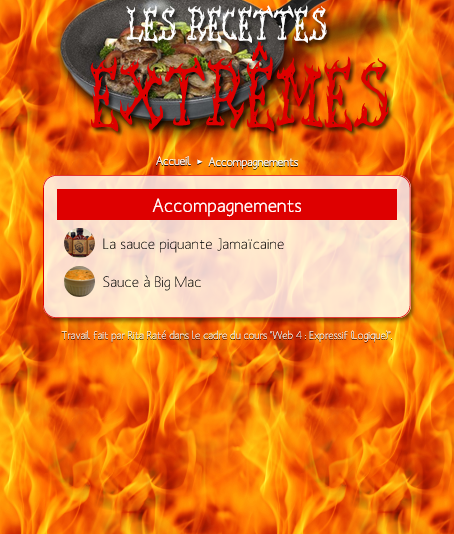 LES RECETTES
EXTRÊMES
Accueil ► Accompagnements
Accompagnements
La sauce piquante Jamaïcaine
Sauce à Big Mac
Travail fait par Rita Raté dans le cadre du cours "Web 4 : Expressif (Logique)"